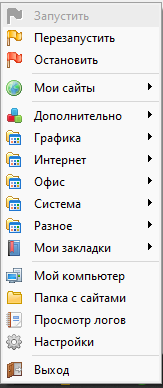 Запустить
Перезапустить
Остановить
Мои сайты
Дополнительно
Графика
Интернет
Офис
Система
Разное
Мои закладки
Мой компьютер
Папка с сайтами
Просмотр логов
Настройки
Выход